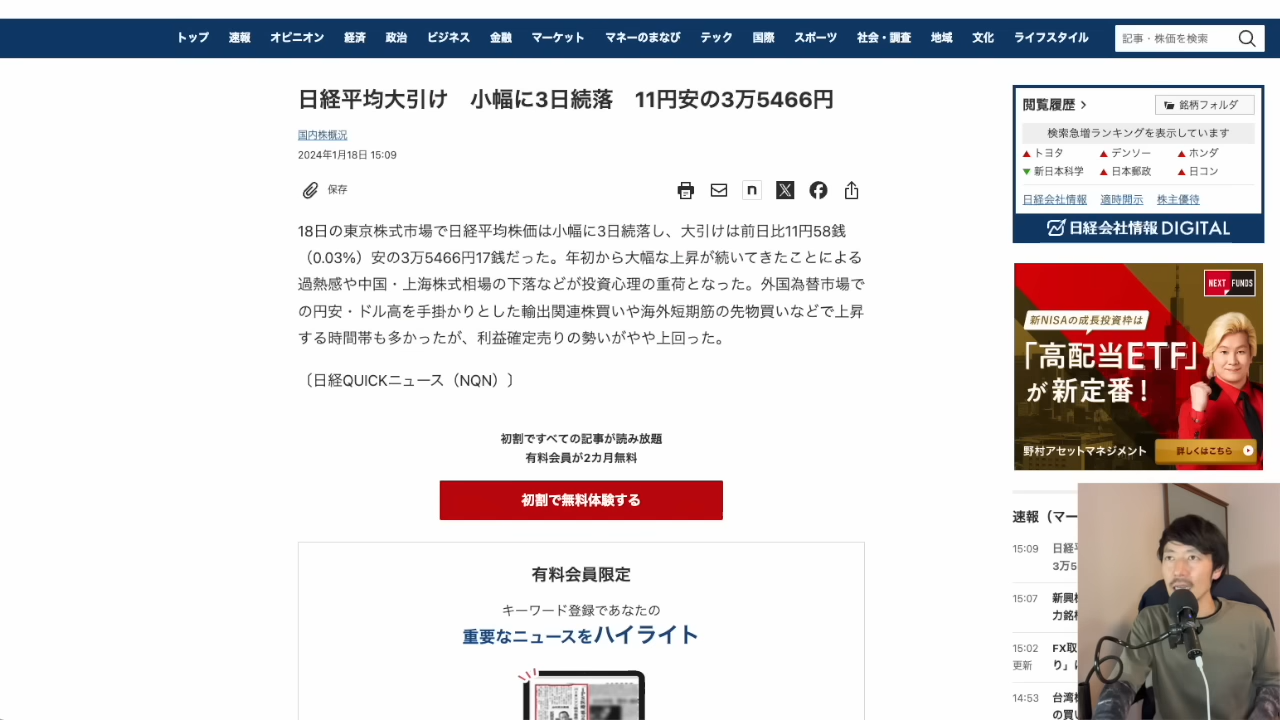 トップ 速報 オピニオン 経済 政治 ビジネス 金融 マーケット マネーのまなび テック 国際 スポーツ 社会・調査 地域 文化 ライフスタイル 記事・株価を検索
日経平均大引け　小幅に3日続落　11円安の3万5466円
国内株概況
2024年1月18日 15:09
保存
n
18日の東京株式市場で日経平均株価は小幅に3日続落し、大引けは前日比11円58銭
（0.03%）安の3万5466円17銭だった。年初から大幅な上昇が続いてきたことによる
過熱感や中国・上海株式相場の下落などが投資心理の重荷となった。外国為替市場で
の円安・ドル高を手掛かりとした輸出関連株買いや海外短期筋の先物買いなどで上昇
する時間帯も多かったが、利益確定売りの勢いがやや上回った。
〔日経QUICKニュース（NQN）〕
初割ですべての記事が読み放題
有料会員が2カ月無料
初割で無料体験する
有料会員限定
キーワード登録であなたの
重要なニュースをハイライト
閲覧履歴 銘柄フォルダ
検索急増ランキングを表示しています
▲トヨタ ▲デンソー ▲ホンダ
▼新日本科学 ▲日本郵政 ▲日コン
日経会社情報 適時開示 株主優待
日経会社情報 DIGITAL
NEXT FUNDS
新NISAの成長投資枠は
「高配当ETF」
が新定番！
野村アセットマネジメント 詳しくはこちら
速報（マー
15:09 日経平
3万5
15:07 新興株
力銘
15:02 FX取
更新 り」に
14:53 台湾株
の買い